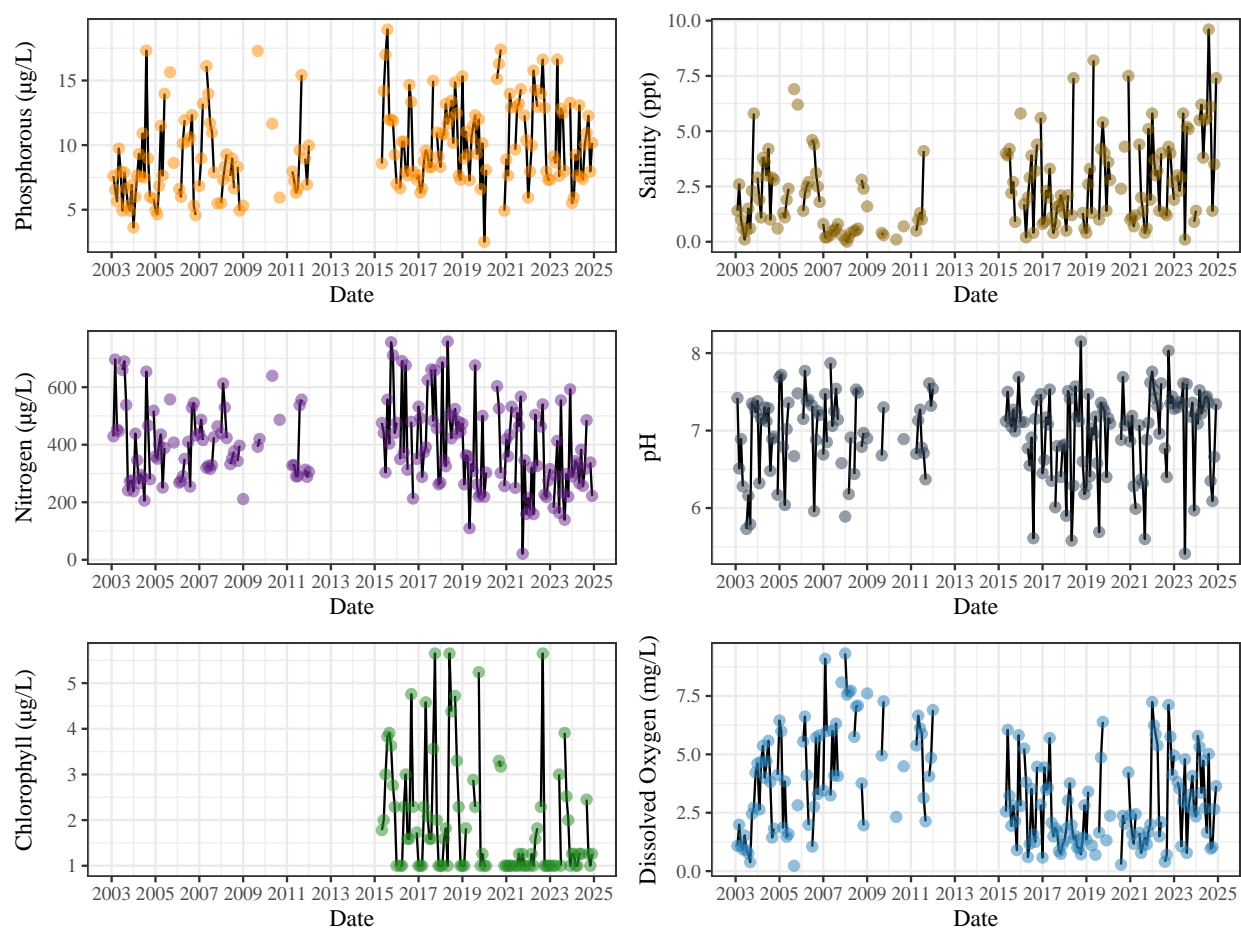 Phosphorous (µg/L)
15
10
5
2003 2005 2007 2009 2011 2013 2015 2017 2019 2021 2023 2025
Date
Salinity (ppt)
10.0
7.5
5.0
2.5
0.0
2003 2005 2007 2009 2011 2013 2015 2017 2019 2021 2023 2025
Date
Nitrogen (µg/L)
600
400
200
0
2003 2005 2007 2009 2011 2013 2015 2017 2019 2021 2023 2025
Date
pH
8
7
6
2003 2005 2007 2009 2011 2013 2015 2017 2019 2021 2023 2025
Date
Chlorophyll (µg/L)
5
4
3
2
1
2003 2005 2007 2009 2011 2013 2015 2017 2019 2021 2023 2025
Date
Dissolved Oxygen (mg/L)
7.5
5.0
2.5
0.0
2003 2005 2007 2009 2011 2013 2015 2017 2019 2021 2023 2025
Date